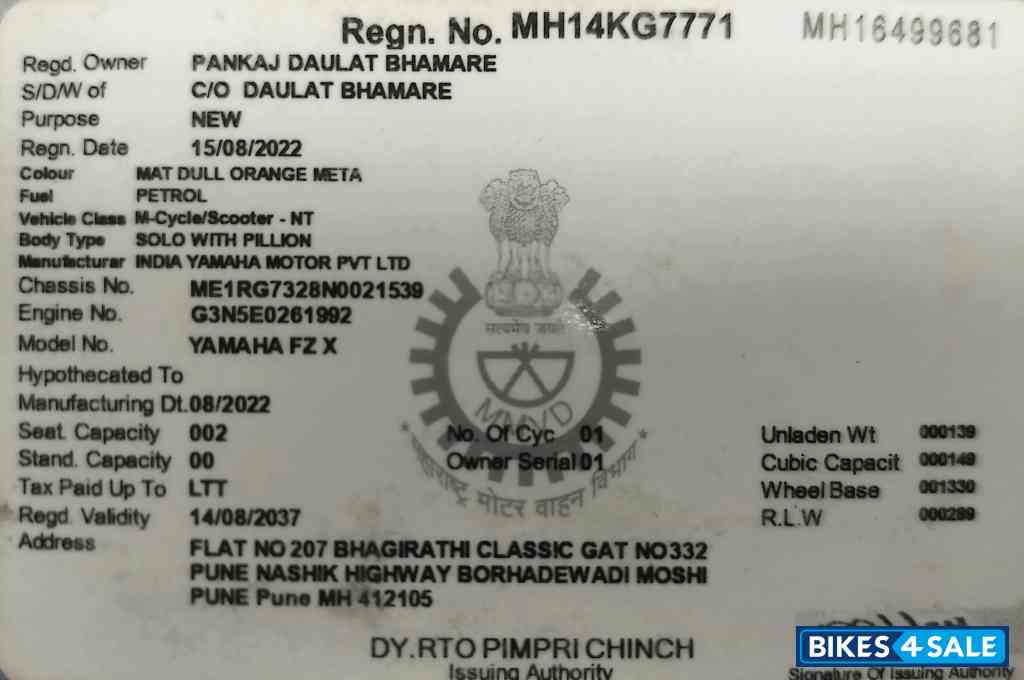 Regn. No. MH14KG7771 MH16499681
Regd. Owner PANKAJ DAULAT BHAMARE
S/D/W of C/O DAULAT BHAMARE
Purpose NEW
Regn. Date 15/08/2022
Colour MAT DULL ORANGE META
Fuel PETROL
Vehicle Class M-Cycle/Scooter - NT
Body Type SOLO WITH PILLION
Manufacturar INDIA YAMAHA MOTOR PVT LTD
Chassis No. ME1RG7328N0021539
Engine No. G3N5E0261992
सत्यमेव जयते
Model No. YAMAHA FZ X
Hypothecated To
Manufacturing Dt. 08/2022
MMVD
Seat. Capacity 002 No. Of Cyc 01 Unladen Wt 000139
Stand. Capacity 00 Owner Serial 01 Cubic Capacit 000149
महाराष्ट्र मोटर वाहन विभाग
Tax Paid Up To LTT Wheel Base 001330
Regd. Validity 14/08/2037 R.L.W 000289
Address FLAT NO 207 BHAGIRATHI CLASSIC GAT NO332
PUNE NASHIK HIGHWAY BORHADEWADI MOSHI
PUNE Pune MH 412105
DY.RTO PIMPRI CHINCH
Issuing Authority
BIKES4SALE
Signature Of Issuing Authority